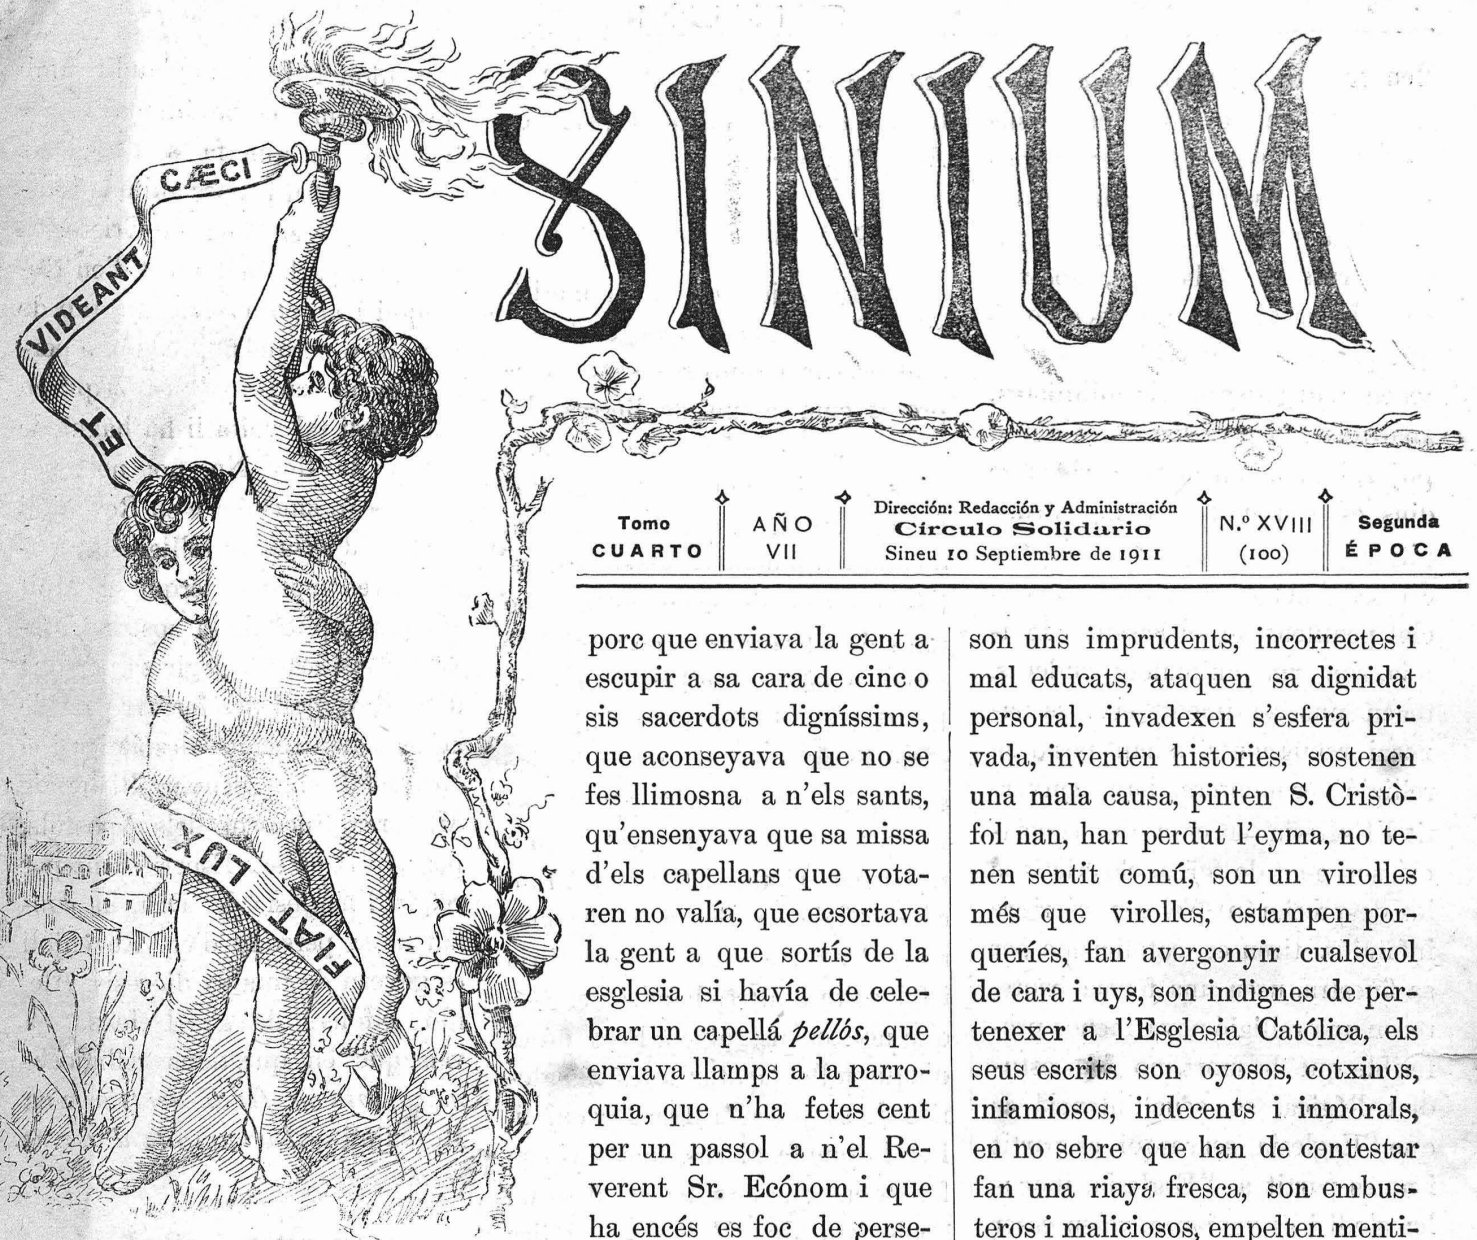 SINIUM
CÆCI
VIDEANT
ET
FIAT LUX
Tomo
CUARTO
AÑO
VII
Dirección: Redacción y Administración
Círculo Solidario
Sineu 10 Septiembre de 1911
N.º XVIII
(100)
Segunda
ÉPOCA
porc que enviava la gent a
escupir a sa cara de cinc o
sis sacerdots digníssims,
que aconseyava que no se
fes llimosna a n'els sants,
qu'ensenyava que sa missa
d'els capellans que vota-
ren no valía, que ecsortava
la gent a que sortís de la
esglesia si havía de cele-
brar un capellá pellòs, que
enviava llamps a la parro-
quia, que n'ha fetes cent
per un passol a n'el Re-
verent Sr. Ecónom i que
ha encés es foc de perse-
son uns imprudents, incorrectes i
mal educats, ataquen sa dignidat
personal, invadexen s'esfera pri-
vada, inventen histories, sostenen
una mala causa, pinten S. Cristò-
fol nan, han perdut l'eyma, no te-
nen sentit comú, son un virolles
més que virolles, estampen por-
queríes, fan avergonyir cualsevol
de cara i uys, son indignes de per-
tenexer a l'Esglesia Católica, els
seus escrits son oyosos, cotxinos,
infamiosos, indecents i inmorals,
en no sebre que han de contestar
fan una riaya fresca, son embus-
teros i maliciosos, empelten menti-